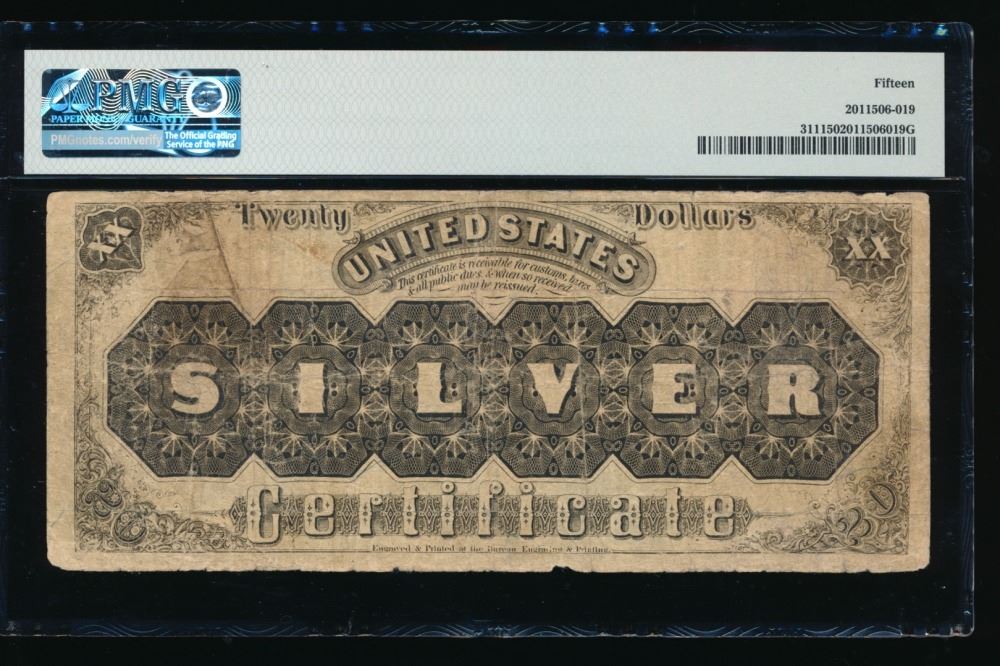 PMG
PAPER MONEY GUARANTY
PMGnotes.com/verify
The Official Grading
Service of the PNG
Fifteen
2011506-019
3111502011506019G
Twenty Dollars
XX XX
UNITED STATES
This certificate is receivable for customs, taxes
& all public dues, & when so received
may be reissued.
SILVER
Certificate
Engraved & Printed at the Bureau Engraving & Printing.